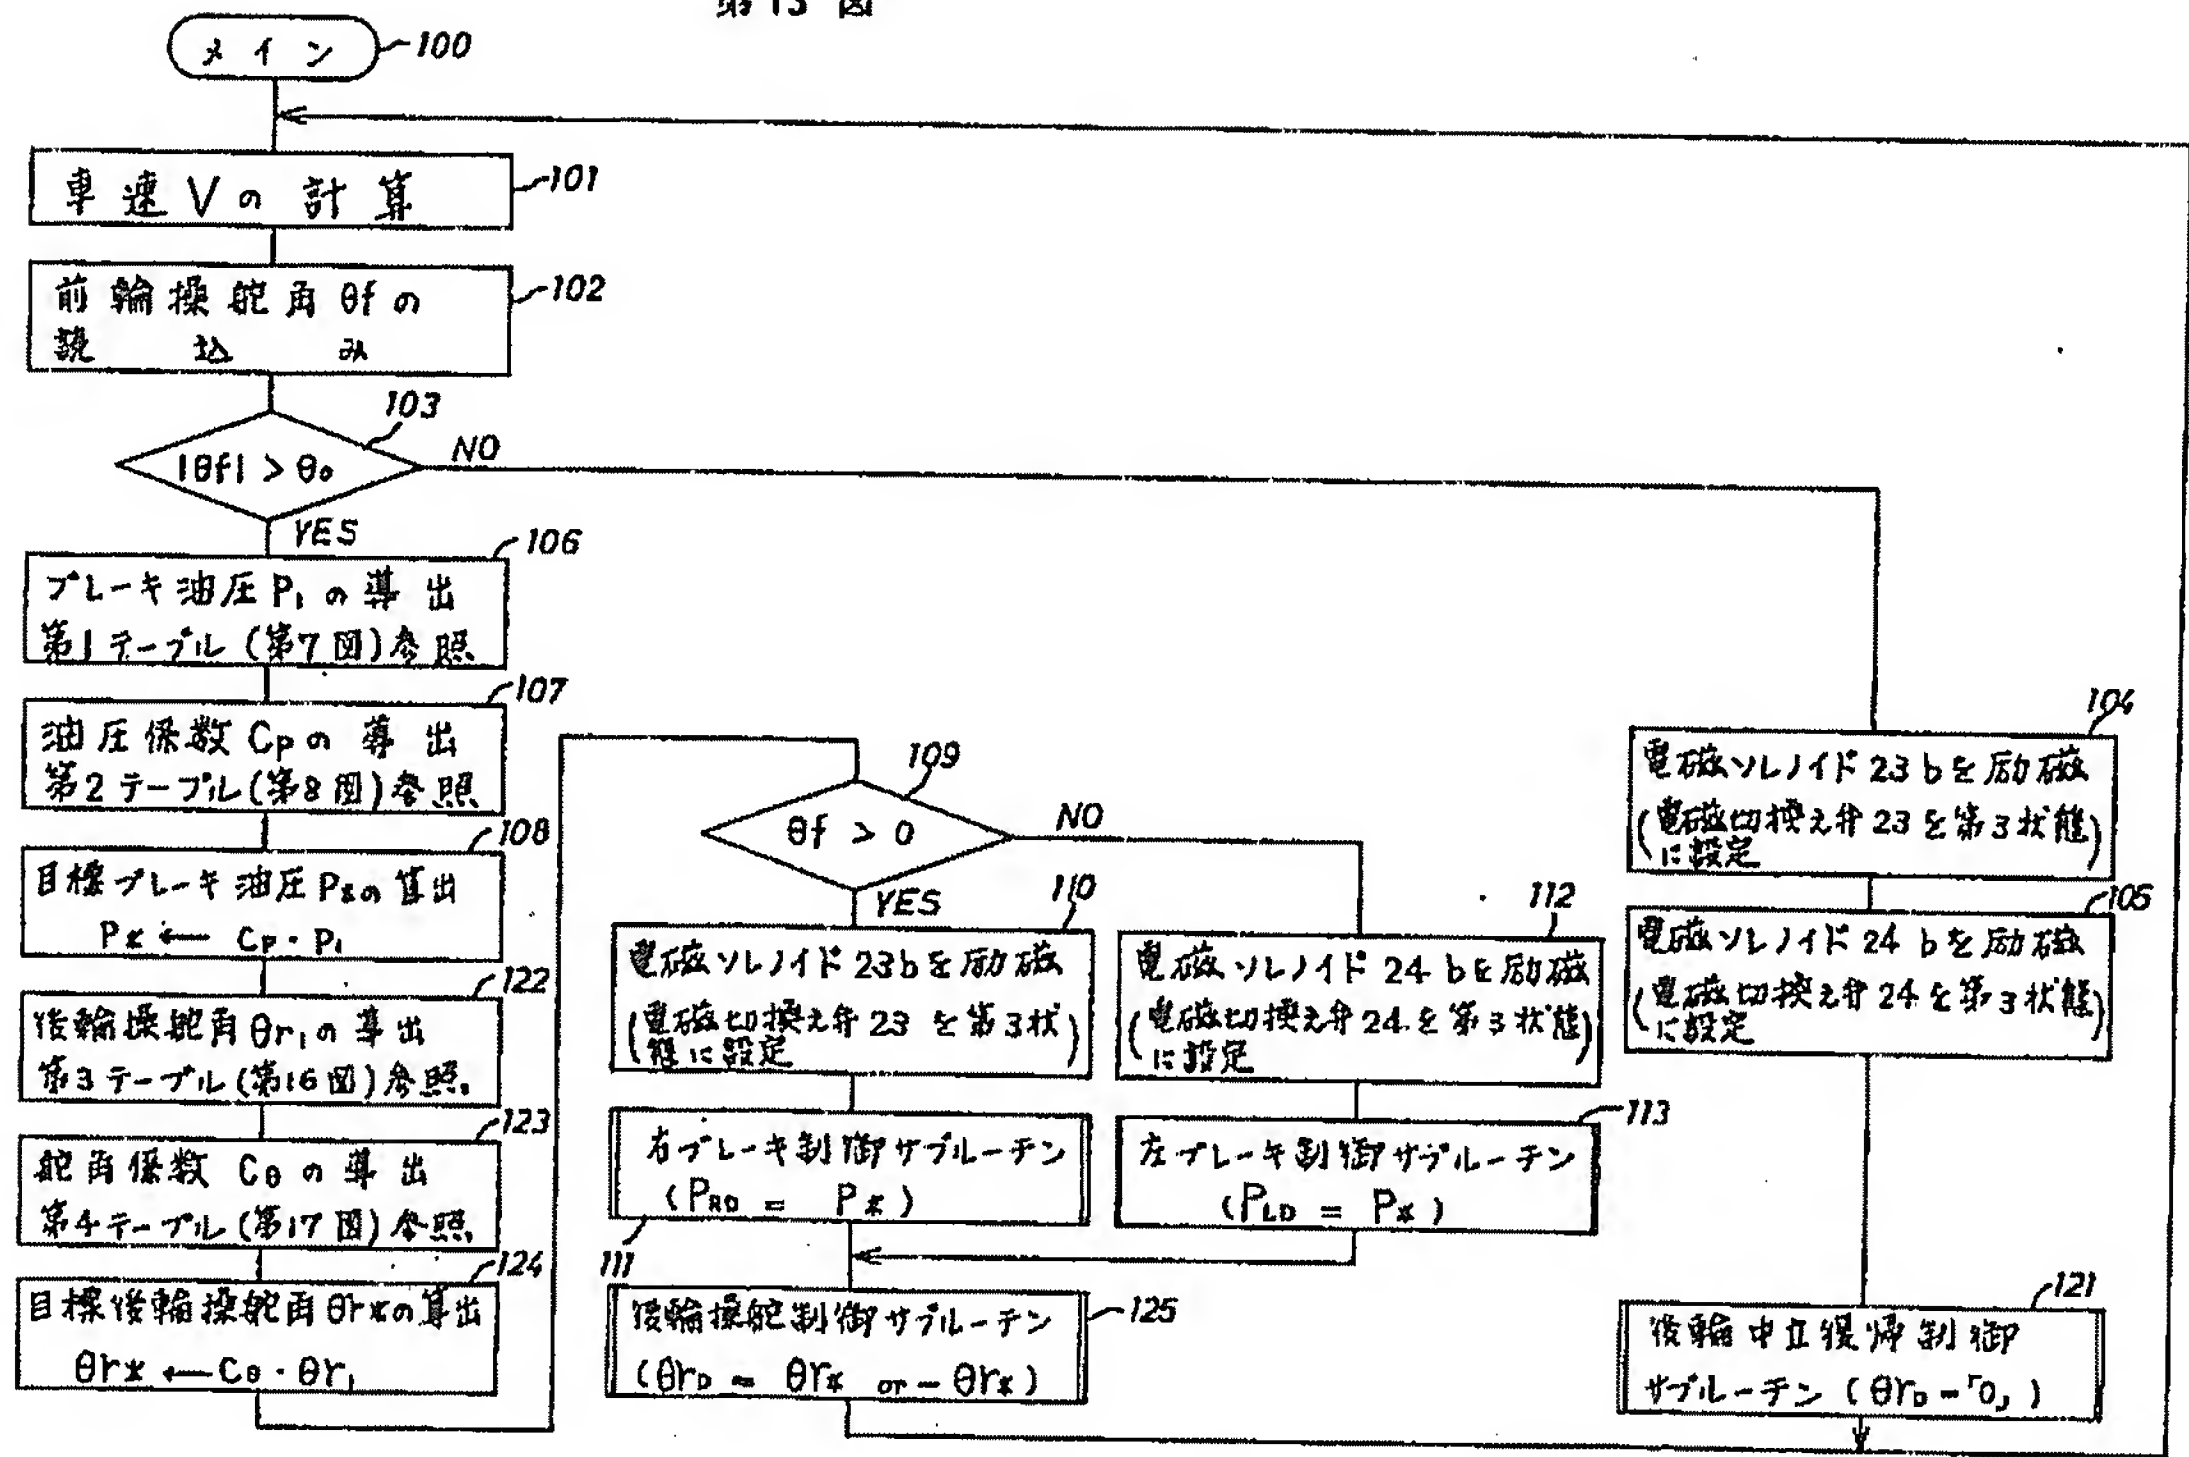 第13図
メイン
100
車速Vの計算
101
前輪操舵角θfの
読込み
102
103
|θf| > θ₀
NO
YES
106
ブレーキ油圧P₁の導出
第1テーブル(第7図)参照
107
油圧係数Cpの導出
第2テーブル(第8図)参照
108
目標ブレーキ油圧P*の算出
P* ← Cp・P₁
122
後輪操舵角θr₁の導出
第3テーブル(第16図)参照
123
舵角係数Cθの導出
第4テーブル(第17図)参照
124
目標後輪操舵角θr*の算出
θr* ← Cθ・θr₁
109
θf > 0
NO
YES
110
電磁ソレノイド23bを励磁
(電磁切換え弁23を第3状
態に設定)
右ブレーキ制御サブルーチン
(PRD = P*)
111
112
電磁ソレノイド24bを励磁
(電磁切換え弁24を第3状態
に設定)
113
左ブレーキ制御サブルーチン
(PLD = P*)
後輪操舵制御サブルーチン
(θrD = θr* or -θr*)
125
104
電磁ソレノイド23bを励磁
(電磁切換え弁23を第3状態
に設定)
105
電磁ソレノイド24bを励磁
(電磁切換え弁24を第3状態
に設定)
121
後輪中立復帰制御
サブルーチン(θrD=「0」)